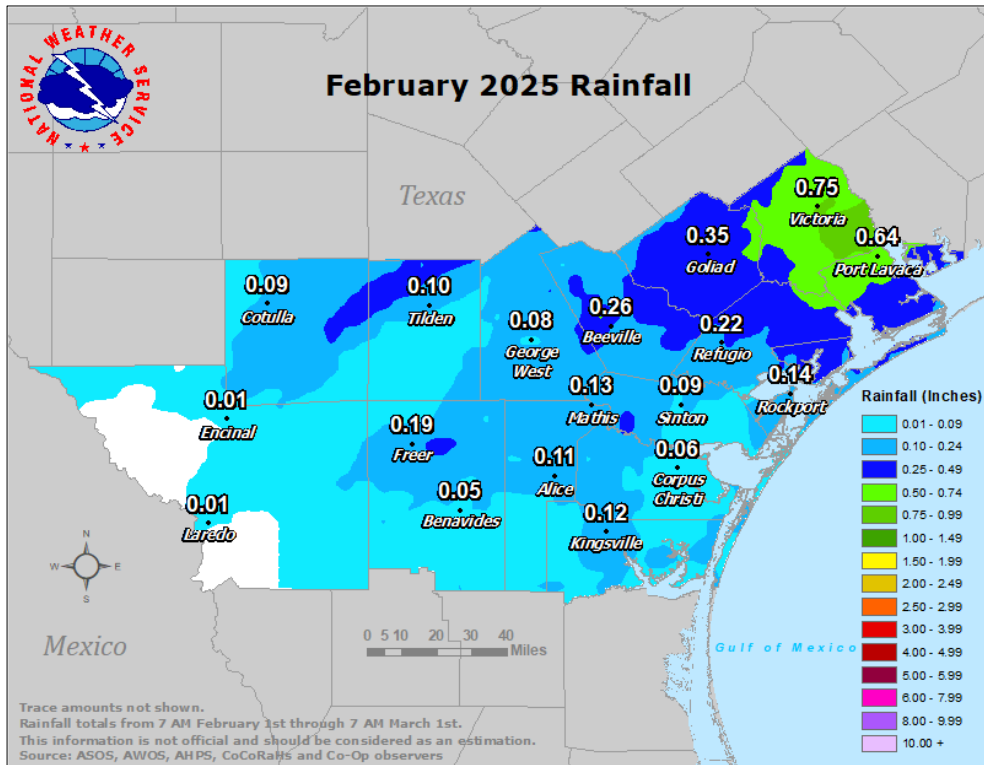 NATIONAL WEATHER SERVICE
February 2025 Rainfall
Texas
0.75
Victoria
0.35
Goliad
0.64
Port Lavaca
0.09
Cotulla
0.10
Tilden
0.08
George
West
0.26
Beeville
0.22
Refugio
0.01
Encinal
0.13
Mathis
0.09
Sinton
0.14
Rockport
0.19
Freer
0.11
Alice
0.06
Corpus
Christi
0.01
Laredo
0.05
Benavides
0.12
Kingsville
N
W E
S
Mexico
0 5 10 20 30 40
Miles
Gulf of Mexico
Rainfall (Inches)
0.01 - 0.09
0.10 - 0.24
0.25 - 0.49
0.50 - 0.74
0.75 - 0.99
1.00 - 1.49
1.50 - 1.99
2.00 - 2.49
2.50 - 2.99
3.00 - 3.99
4.00 - 4.99
5.00 - 5.99
6.00 - 7.99
8.00 - 9.99
10.00 +
Trace amounts not shown.
Rainfall totals from 7 AM February 1st through 7 AM March 1st.
This information is not official and should be considered as an estimation.
Source: ASOS, AWOS, AHPS, CoCoRaHs and Co-Op observers